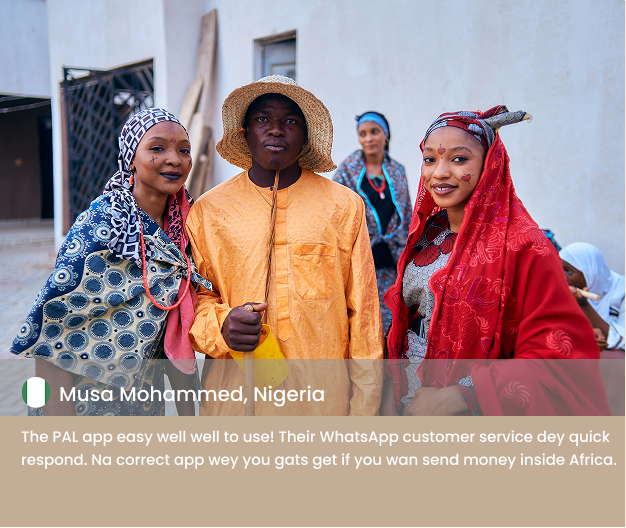 Musa Mohammed, Nigeria
The PAL app easy well well to use! Their WhatsApp customer service dey quick
respond. Na correct app wey you gats get if you wan send money inside Africa.